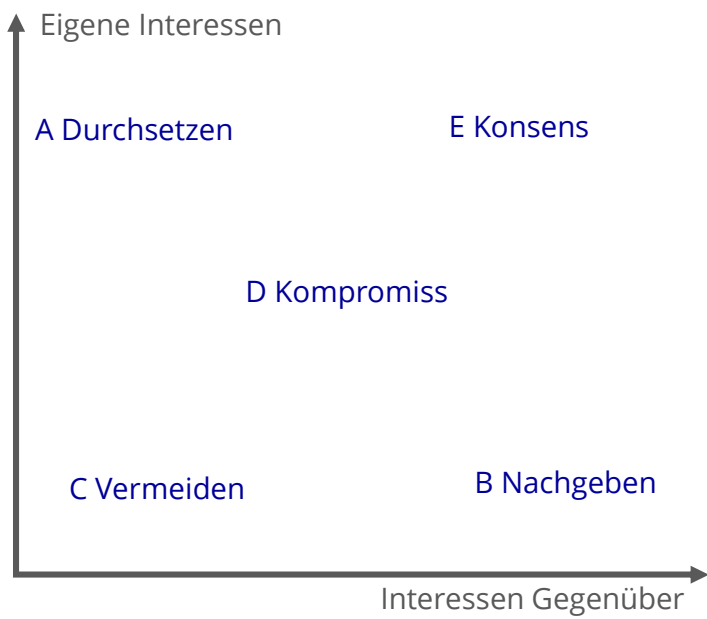 Eigene Interessen
A Durchsetzen
E Konsens
D Kompromiss
C Vermeiden
B Nachgeben
Interessen Gegenüber